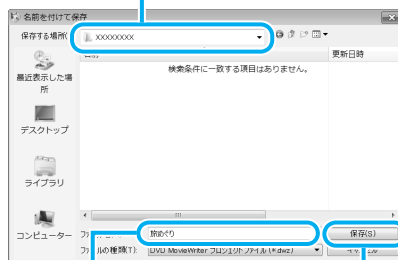 名前を付けて保存
保存する場所(
XXXXXXXX
更新日時
検索条件に一致する項目はありません。
最近表示した場所
デスクトップ
ライブラリ
コンピューター
旅めぐり
保存(S)
ファイルの種類(T):
DVD MovieWriter プロジェクトファイル (*.dwz)